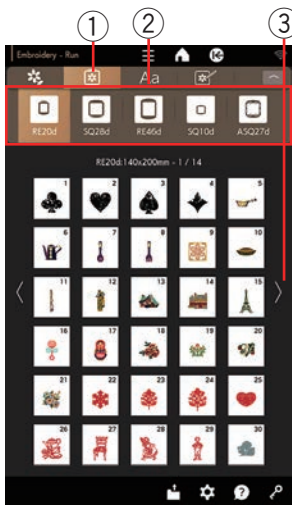 1 2 3
Embroidery - Run
Aa
RE20d SQ28d RE46d SQ10d ASQ27d
RE20d:140x200mm - 1 / 14
1 2 3 4 5
6 7 8 9 10
11 12 13 14 15
16 17 18 19 20
21 22 23 24 25
26 27 28 29 30
?